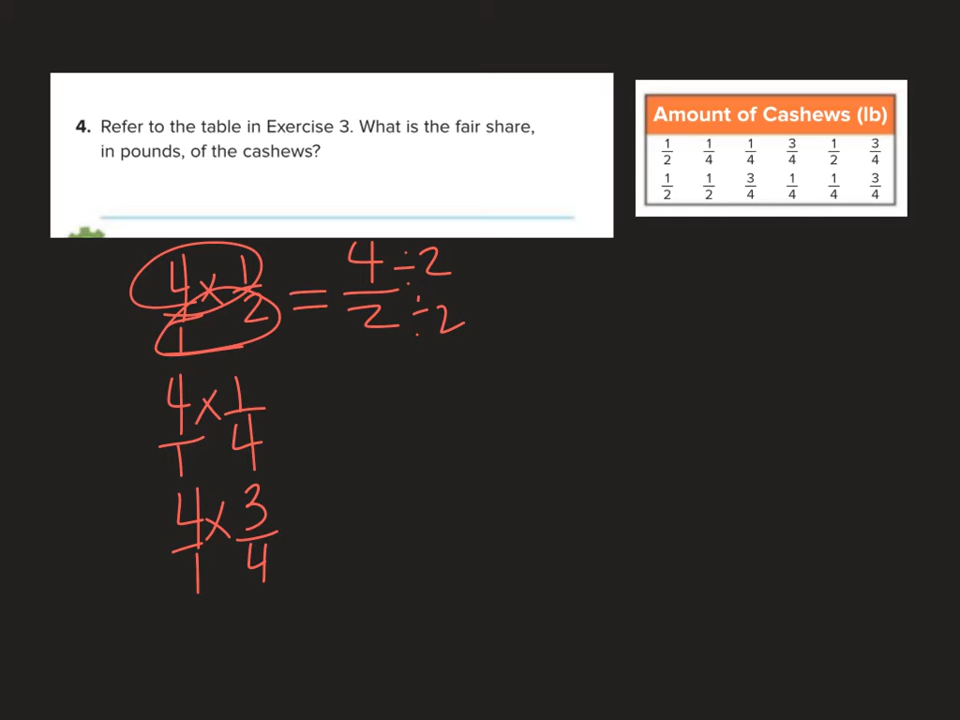 4. Refer to the table in Exercise 3. What is the fair share,
in pounds, of the cashews?
Amount of Cashews (lb)
1/2 1/4 1/4 3/4 1/2 3/4
1/2 1/2 3/4 1/4 1/4 3/4
4/1 × 1/2 = 4÷2/2÷2
4/1 × 1/4
4/1 × 3/4